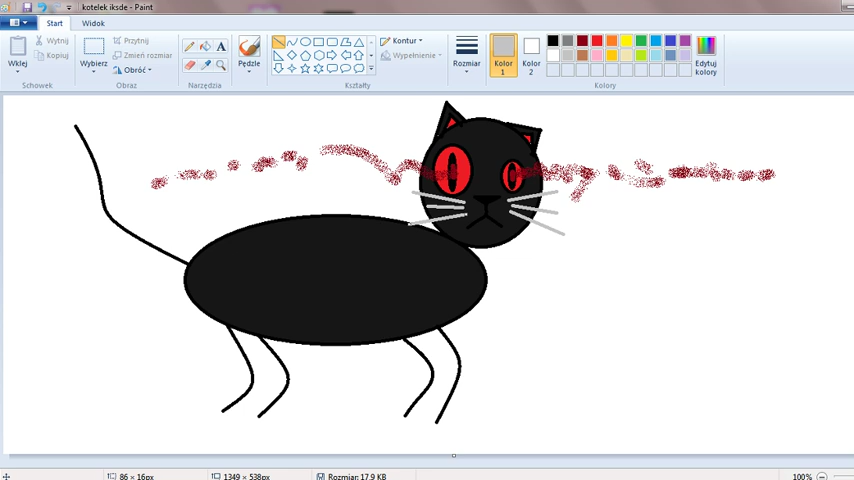 kotelek iksde - Paint
Start Widok
Wklej
Wytnij
Kopiuj
Schowek
Wybierz
Przytnij
Zmień rozmiar
Obróć
Obraz
A
Narzędzia
Pędzle
Kontur
Wypełnienie
Kształty
Rozmiar
Kolor
1
Kolor
2
Edytuj
kolory
Kolory
86 × 16px 1349 × 538px Rozmiar: 17.9 KB 100%